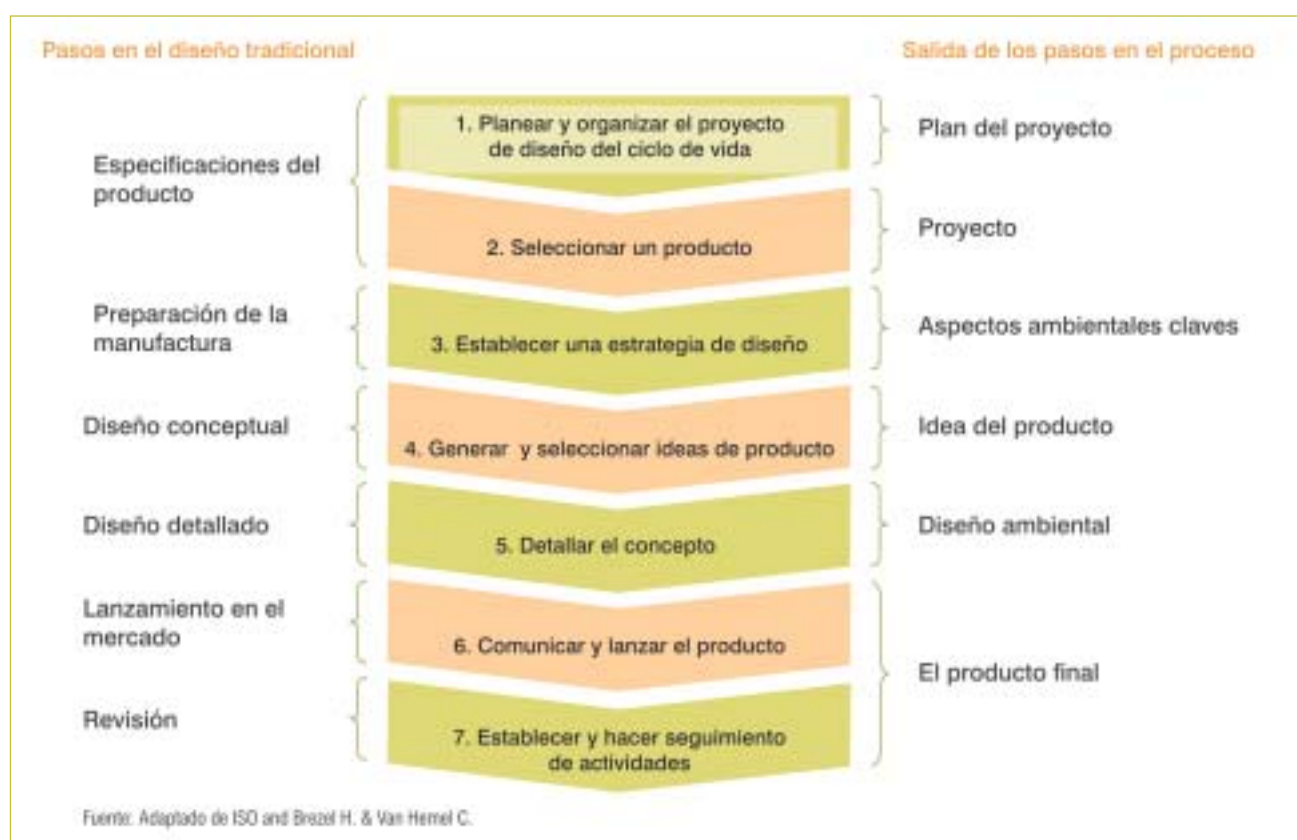 Pasos en el diseño tradicional
Salida de los pasos en el proceso
Especificaciones del
producto
1. Planear y organizar el proyecto
de diseño del ciclo de vida
Plan del proyecto
2. Seleccionar un producto
Proyecto
Preparación de la
manufactura
3. Establecer una estrategia de diseño
Aspectos ambientales claves
Diseño conceptual
4. Generar y seleccionar ideas de producto
Idea del producto
Diseño detallado
5. Detallar el concepto
Diseño ambiental
Lanzamiento en el
mercado
6. Comunicar y lanzar el producto
El producto final
Revisión
7. Establecer y hacer seguimiento
de actividades
Fuente: Adaptado de ISO and Brezel H. & Van Hemel C.